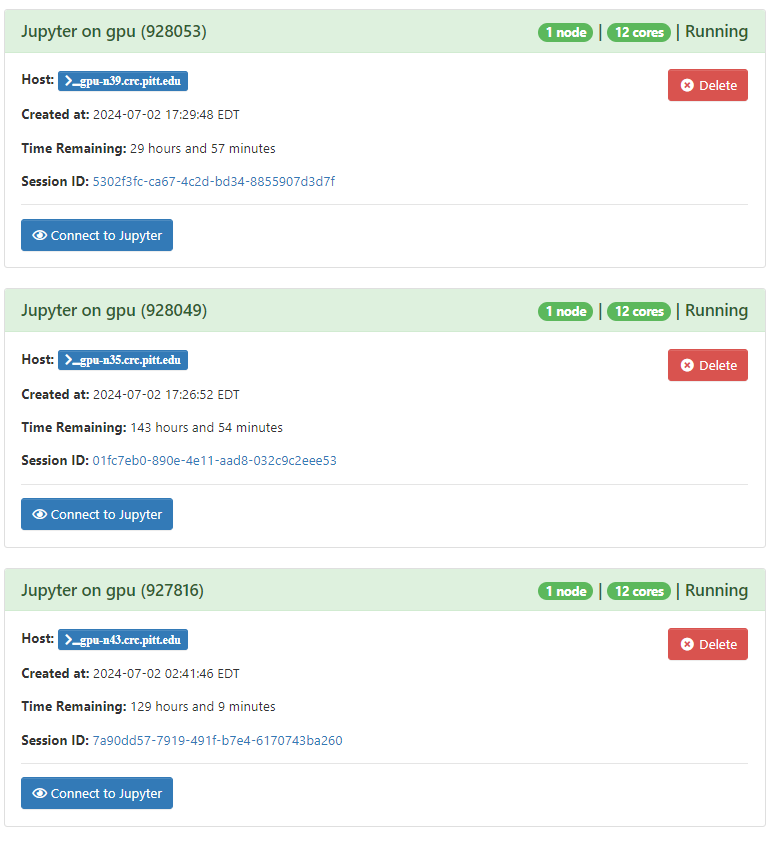 Jupyter on gpu (928053) 1 node | 12 cores | Running
Host: >_gpu-n39.crc.pitt.edu Delete
Created at: 2024-07-02 17:29:48 EDT
Time Remaining: 29 hours and 57 minutes
Session ID: 5302f3fc-ca67-4c2d-bd34-8855907d3d7f
Connect to Jupyter
Jupyter on gpu (928049) 1 node | 12 cores | Running
Host: >_gpu-n35.crc.pitt.edu Delete
Created at: 2024-07-02 17:26:52 EDT
Time Remaining: 143 hours and 54 minutes
Session ID: 01fc7eb0-890e-4e11-aad8-032c9c2eee53
Connect to Jupyter
Jupyter on gpu (927816) 1 node | 12 cores | Running
Host: >_gpu-n43.crc.pitt.edu Delete
Created at: 2024-07-02 02:41:46 EDT
Time Remaining: 129 hours and 9 minutes
Session ID: 7a90dd57-7919-491f-b7e4-6170743ba260
Connect to Jupyter